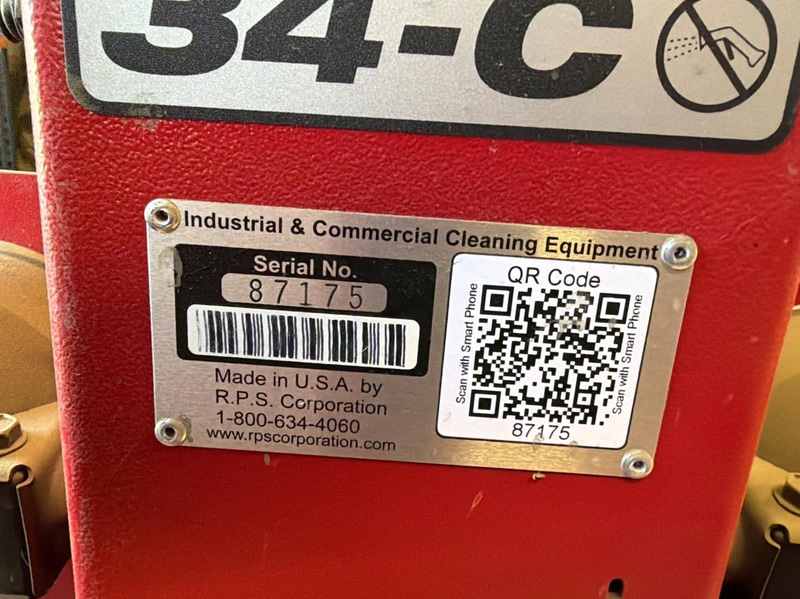 34-C
Industrial & Commercial Cleaning Equipment
Serial No.
87175
Made in U.S.A. by
R.P.S. Corporation
1-800-634-4060
www.rpscorporation.com
QR Code
Scan with Smart Phone
Scan with Smart Phone
87175